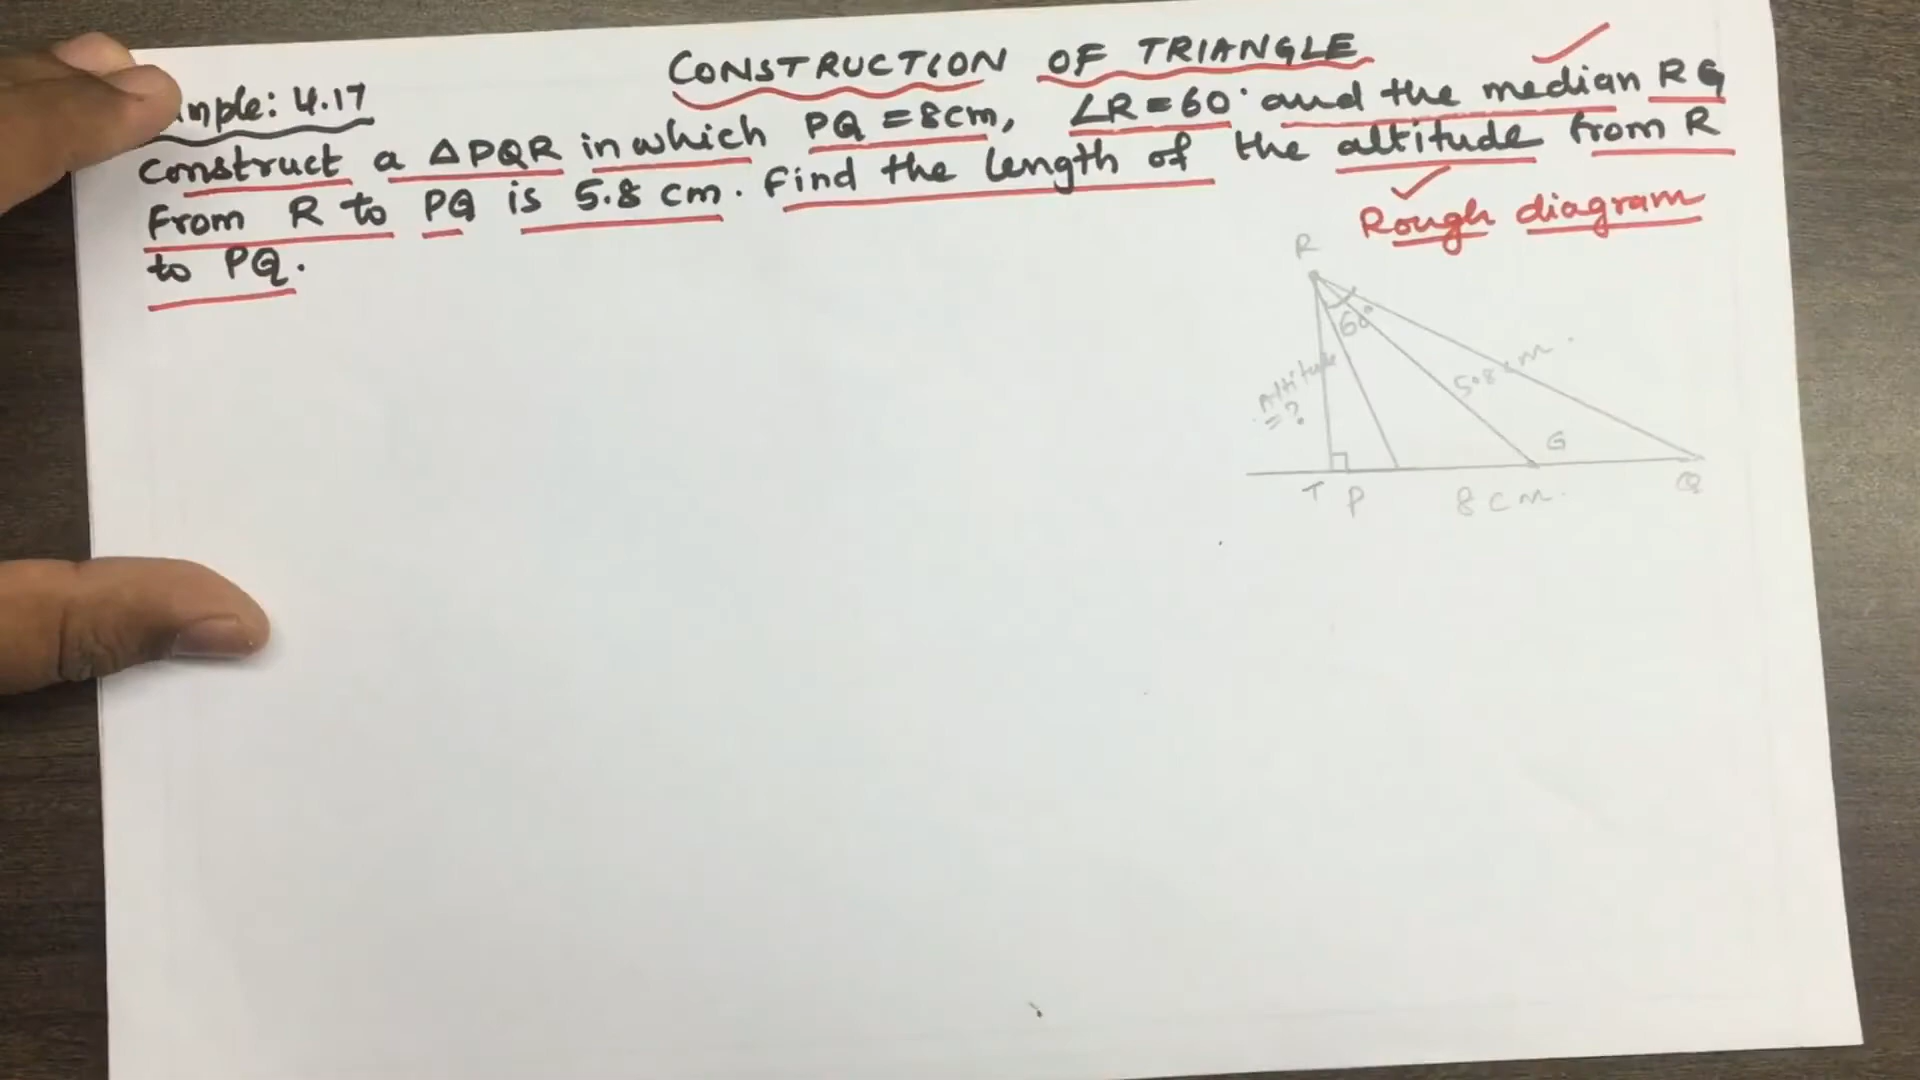 CONSTRUCTION OF TRIANGLE
mple: 4.17
Construct a △PQR in which PQ = 8cm, ∠R = 60° and the median RG
From R to PQ is 5.8 cm. Find the length of the altitude from R
to PQ.
Rough diagram
R
60°
Altitude
= ?
5.8 cm.
G
T P 8 cm. Q